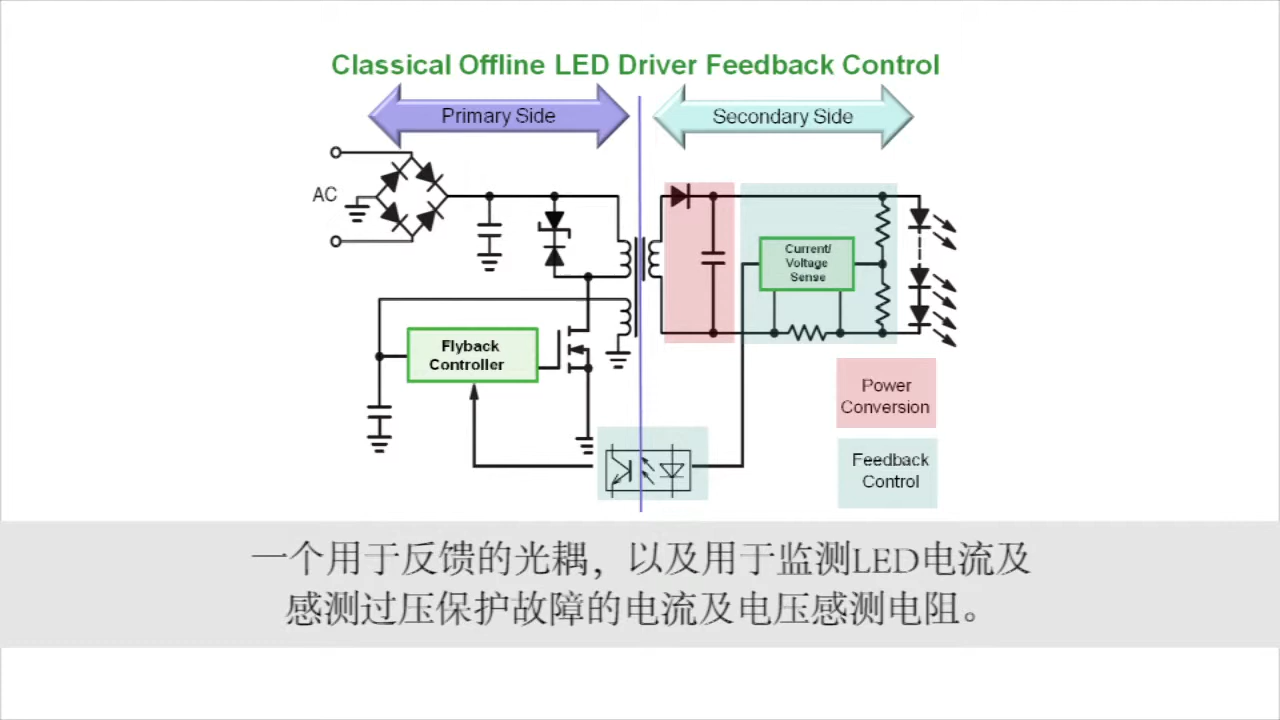 Classical Offline LED Driver Feedback Control
Primary Side
Secondary Side
AC
Current/
Voltage
Sense
Flyback
Controller
Power
Conversion
Feedback
Control
一个用于反馈的光耦，以及用于监测LED电流及
感测过压保护故障的电流及电压感测电阻。